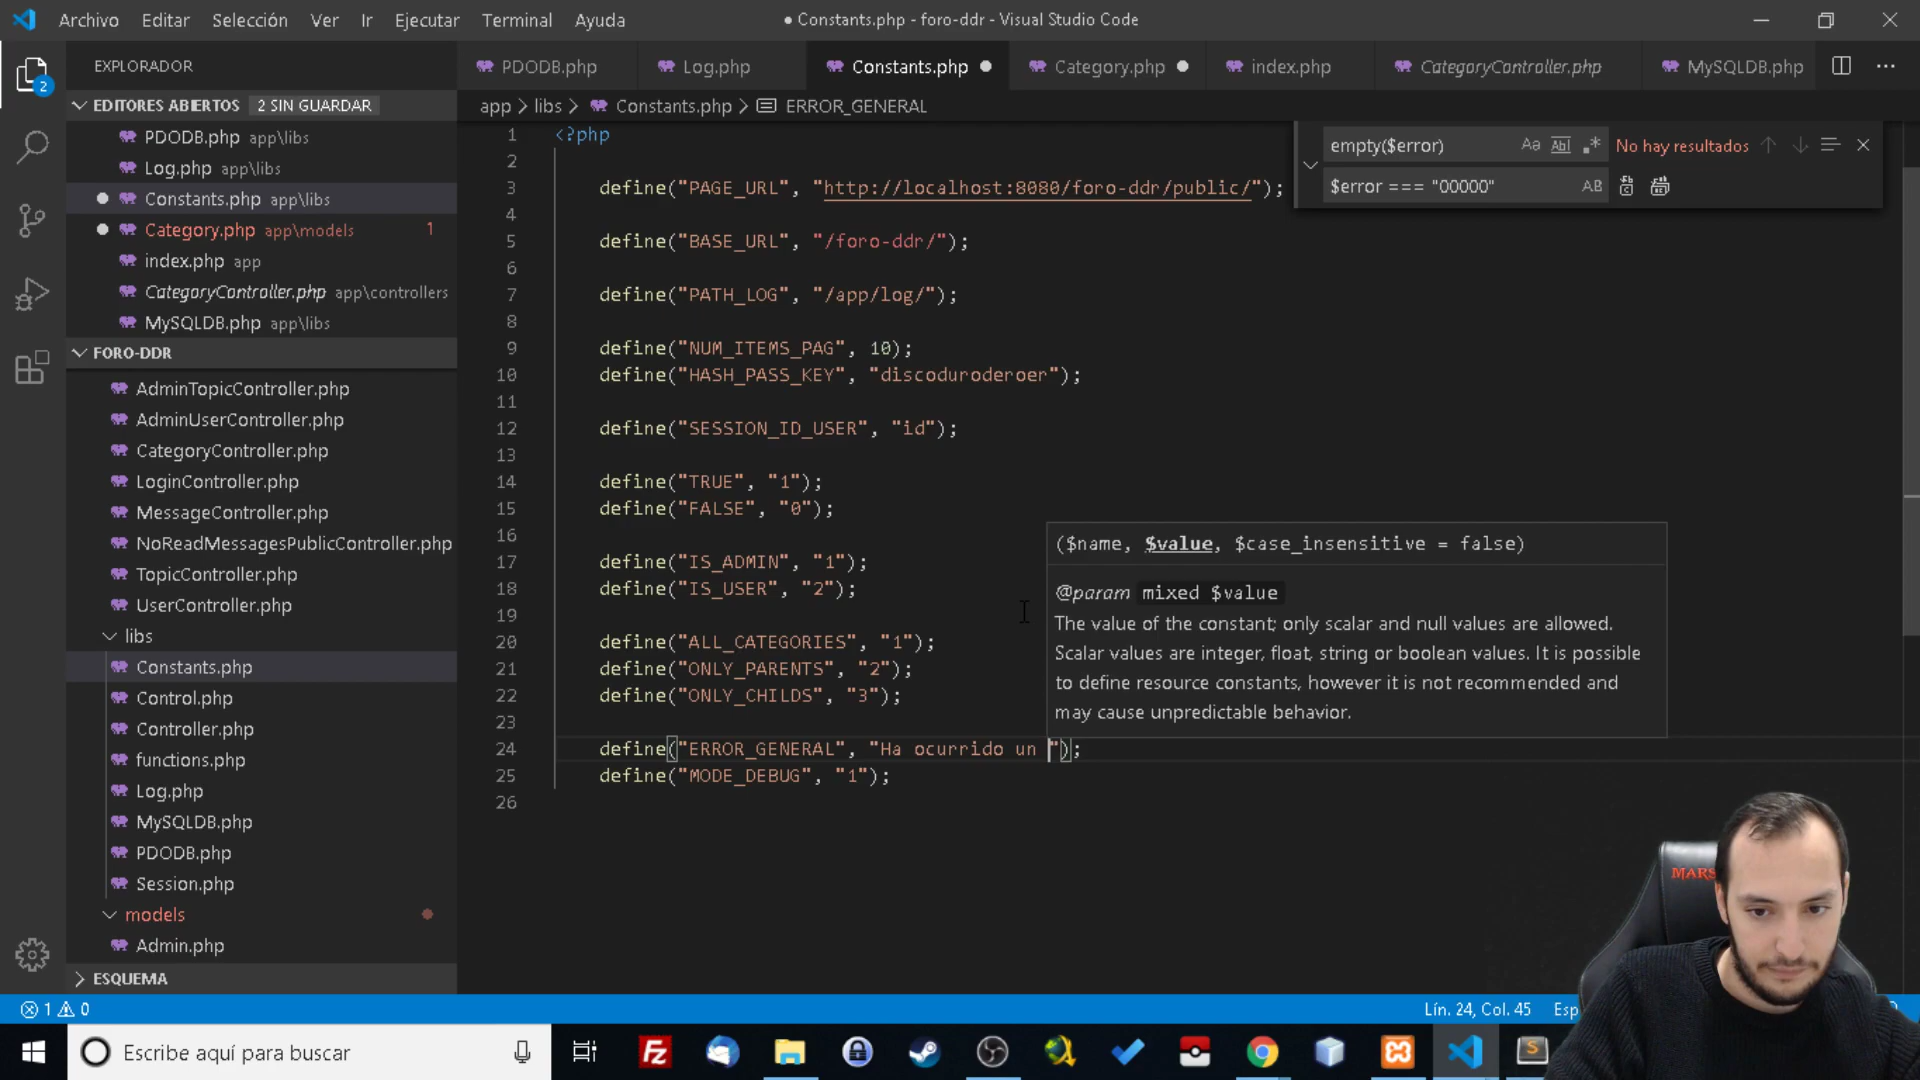 Archivo Editar Selección Ver Ir Ejecutar Terminal Ayuda
● Constants.php - foro-ddr - Visual Studio Code
EXPLORADOR
PDODB.php Log.php Constants.php Category.php index.php CategoryController.php MySQLDB.php
EDITORES ABIERTOS 2 SIN GUARDAR
app > libs > Constants.php > ERROR_GENERAL
PDODB.php app\libs
Log.php app\libs
Constants.php app\libs
Category.php app\models 1
index.php app
CategoryController.php app\controllers
MySQLDB.php app\libs
FORO-DDR
AdminTopicController.php
AdminUserController.php
CategoryController.php
LoginController.php
MessageController.php
NoReadMessagesPublicController.php
TopicController.php
UserController.php
libs
Constants.php
Control.php
Controller.php
functions.php
Log.php
MySQLDB.php
PDODB.php
Session.php
models
Admin.php
ESQUEMA
2
empty($error) Aa Abl .* No hay resultados
$error === "00000" AB
1 <?php
2
3 define("PAGE_URL", "http://localhost:8080/foro-ddr/public/");
4
5 define("BASE_URL", "/foro-ddr/");
6
7 define("PATH_LOG", "/app/log/");
8
9 define("NUM_ITEMS_PAG", 10);
10 define("HASH_PASS_KEY", "discoduroderoer");
11
12 define("SESSION_ID_USER", "id");
13
14 define("TRUE", "1");
15 define("FALSE", "0");
16
17 define("IS_ADMIN", "1");
18 define("IS_USER", "2");
19
20 define("ALL_CATEGORIES", "1");
21 define("ONLY_PARENTS", "2");
22 define("ONLY_CHILDS", "3");
23
24 define("ERROR_GENERAL", "Ha ocurrido un ");
25 define("MODE_DEBUG", "1");
26
($name, $value, $case_insensitive = false)
@param mixed $value
The value of the constant; only scalar and null values are allowed.
Scalar values are integer, float, string or boolean values. It is possible
to define resource constants, however it is not recommended and
may cause unpredictable behavior.
MARS
1 0
Lín. 24, Col. 45 Esp
Escribe aquí para buscar